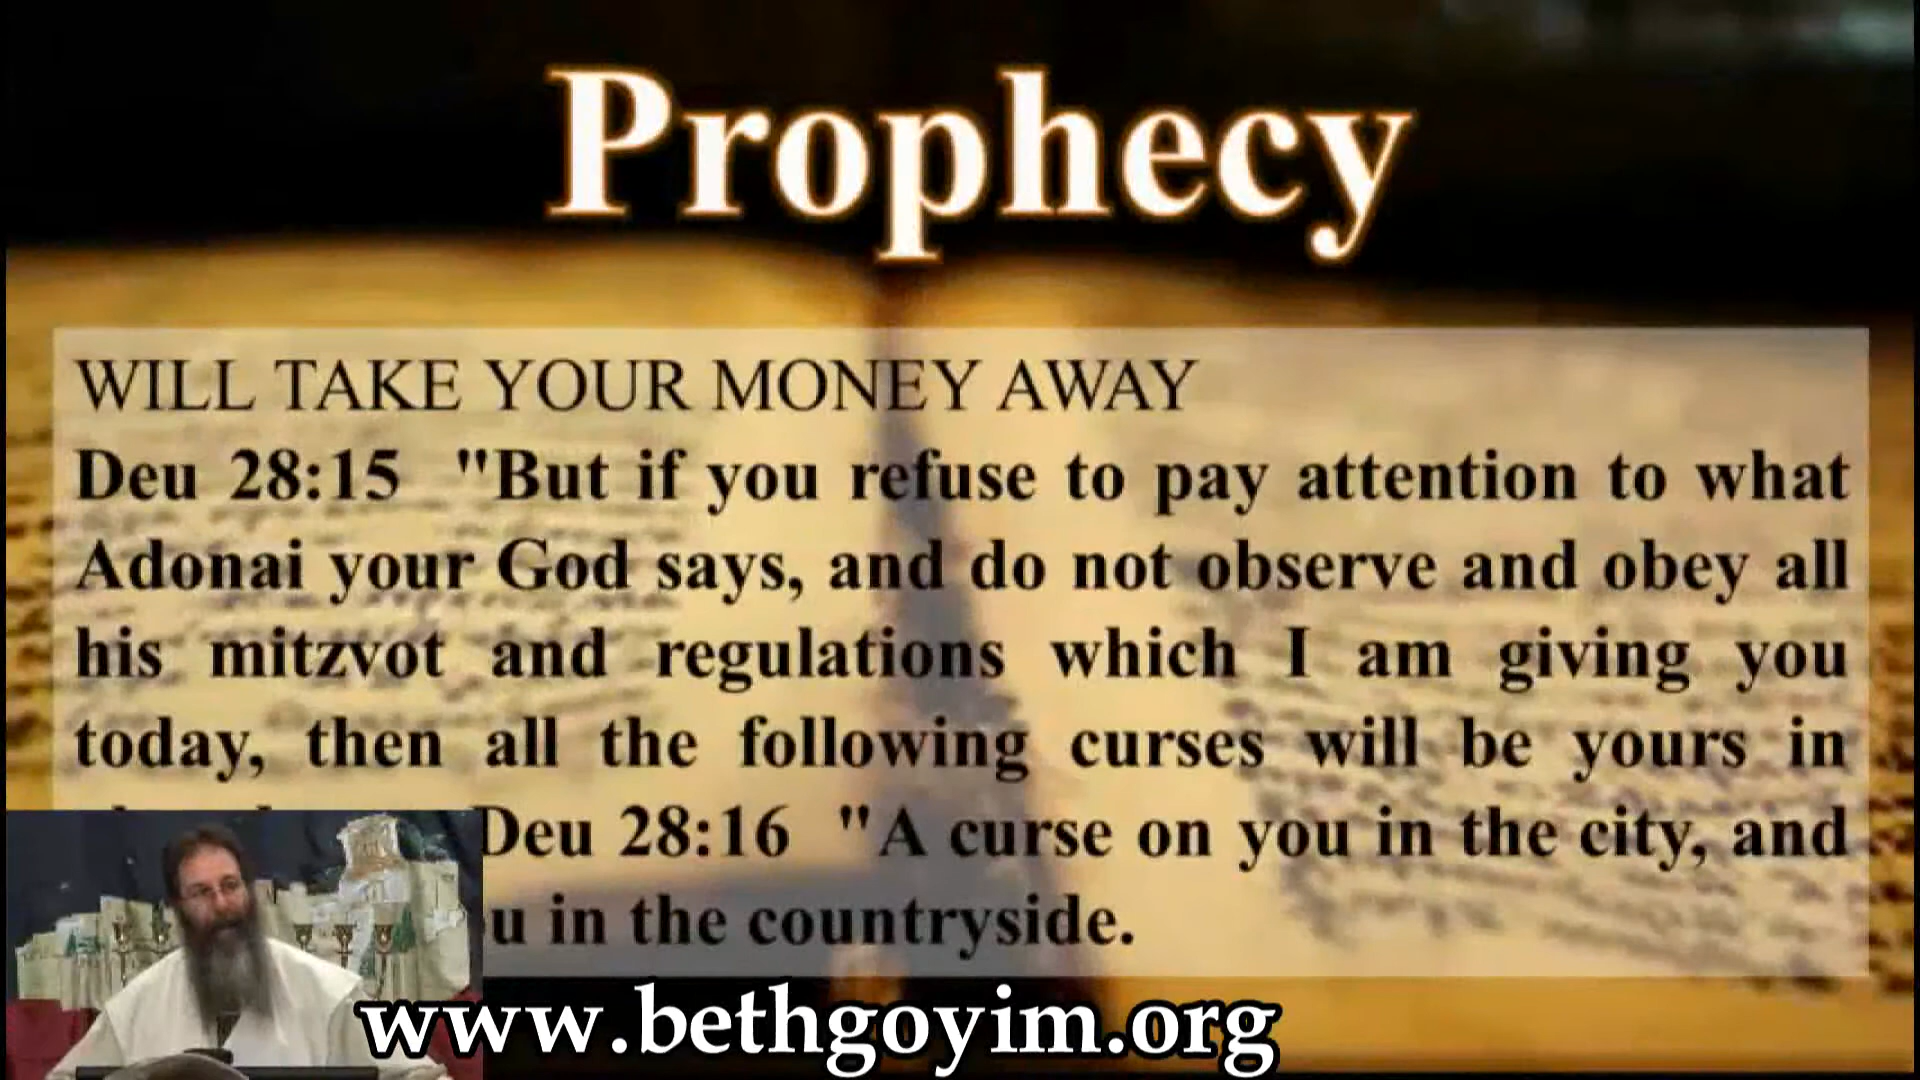 Prophecy
WILL TAKE YOUR MONEY AWAY
Deu 28:15 "But if you refuse to pay attention to what
Adonai your God says, and do not observe and obey all
his mitzvot and regulations which I am giving you
today, then all the following curses will be yours in
Deu 28:16 "A curse on you in the city, and
u in the countryside.
www.bethgoyim.org